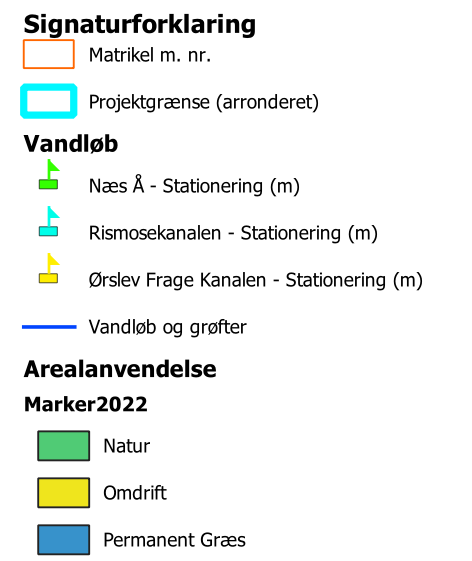 Signaturforklaring
Matrikel m. nr.
Projektgrænse (arronderet)
Vandløb
Næs Å - Stationering (m)
Rismosekanalen - Stationering (m)
Ørslev Frage Kanalen - Stationering (m)
Vandløb og grøfter
Arealanvendelse
Marker2022
Natur
Omdrift
Permanent Græs